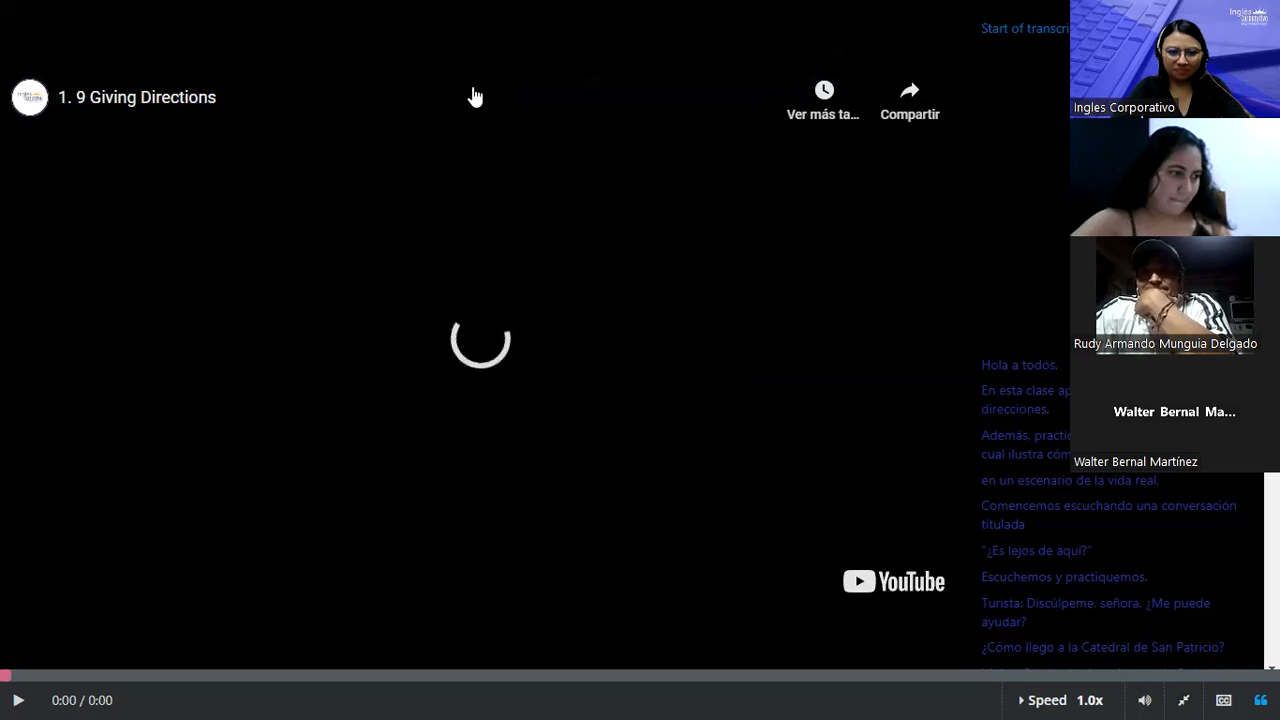 Start of transcri
1. 9 Giving Directions
Ver más ta...
Compartir
Ingles Corporativo
Rudy Armando Munguia Delgado
Walter Bernal Ma...
Walter Bernal Martínez
Hola a todos.
En esta clase ap
direcciones.
Además, practic
cual ilustra cóm
en un escenario de la vida real.
Comencemos escuchando una conversación
titulada
"¿Es lejos de aquí?"
Escuchemos y practiquemos.
Turista: Discúlpeme, señora. ¿Me puede
ayudar?
¿Cómo llego a la Catedral de San Patricio?
YouTube
0:00 / 0:00
Speed 1.0x
CC